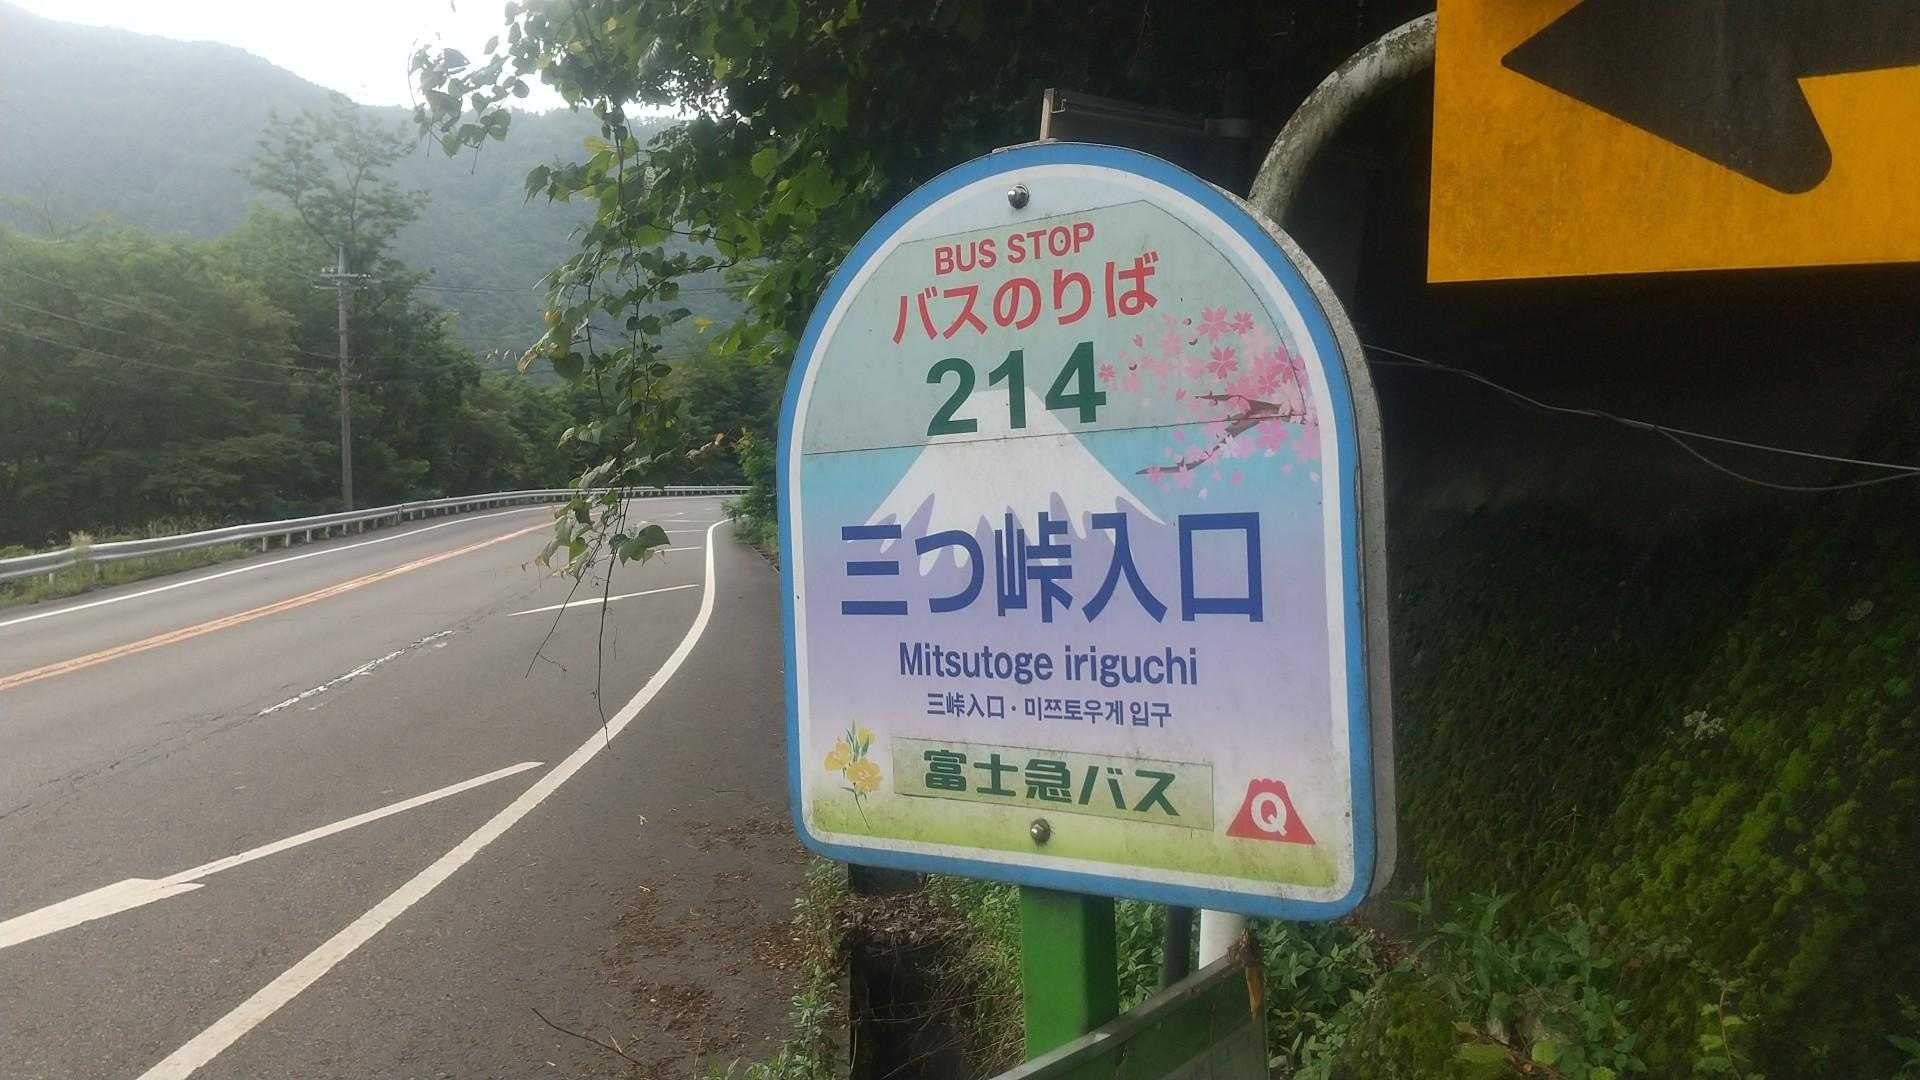 BUS STOP
バスのりば
214
三つ峠入口
Mitsutoge iriguchi
三峠入口・미쯔토우게 입구
富士急バス
Q